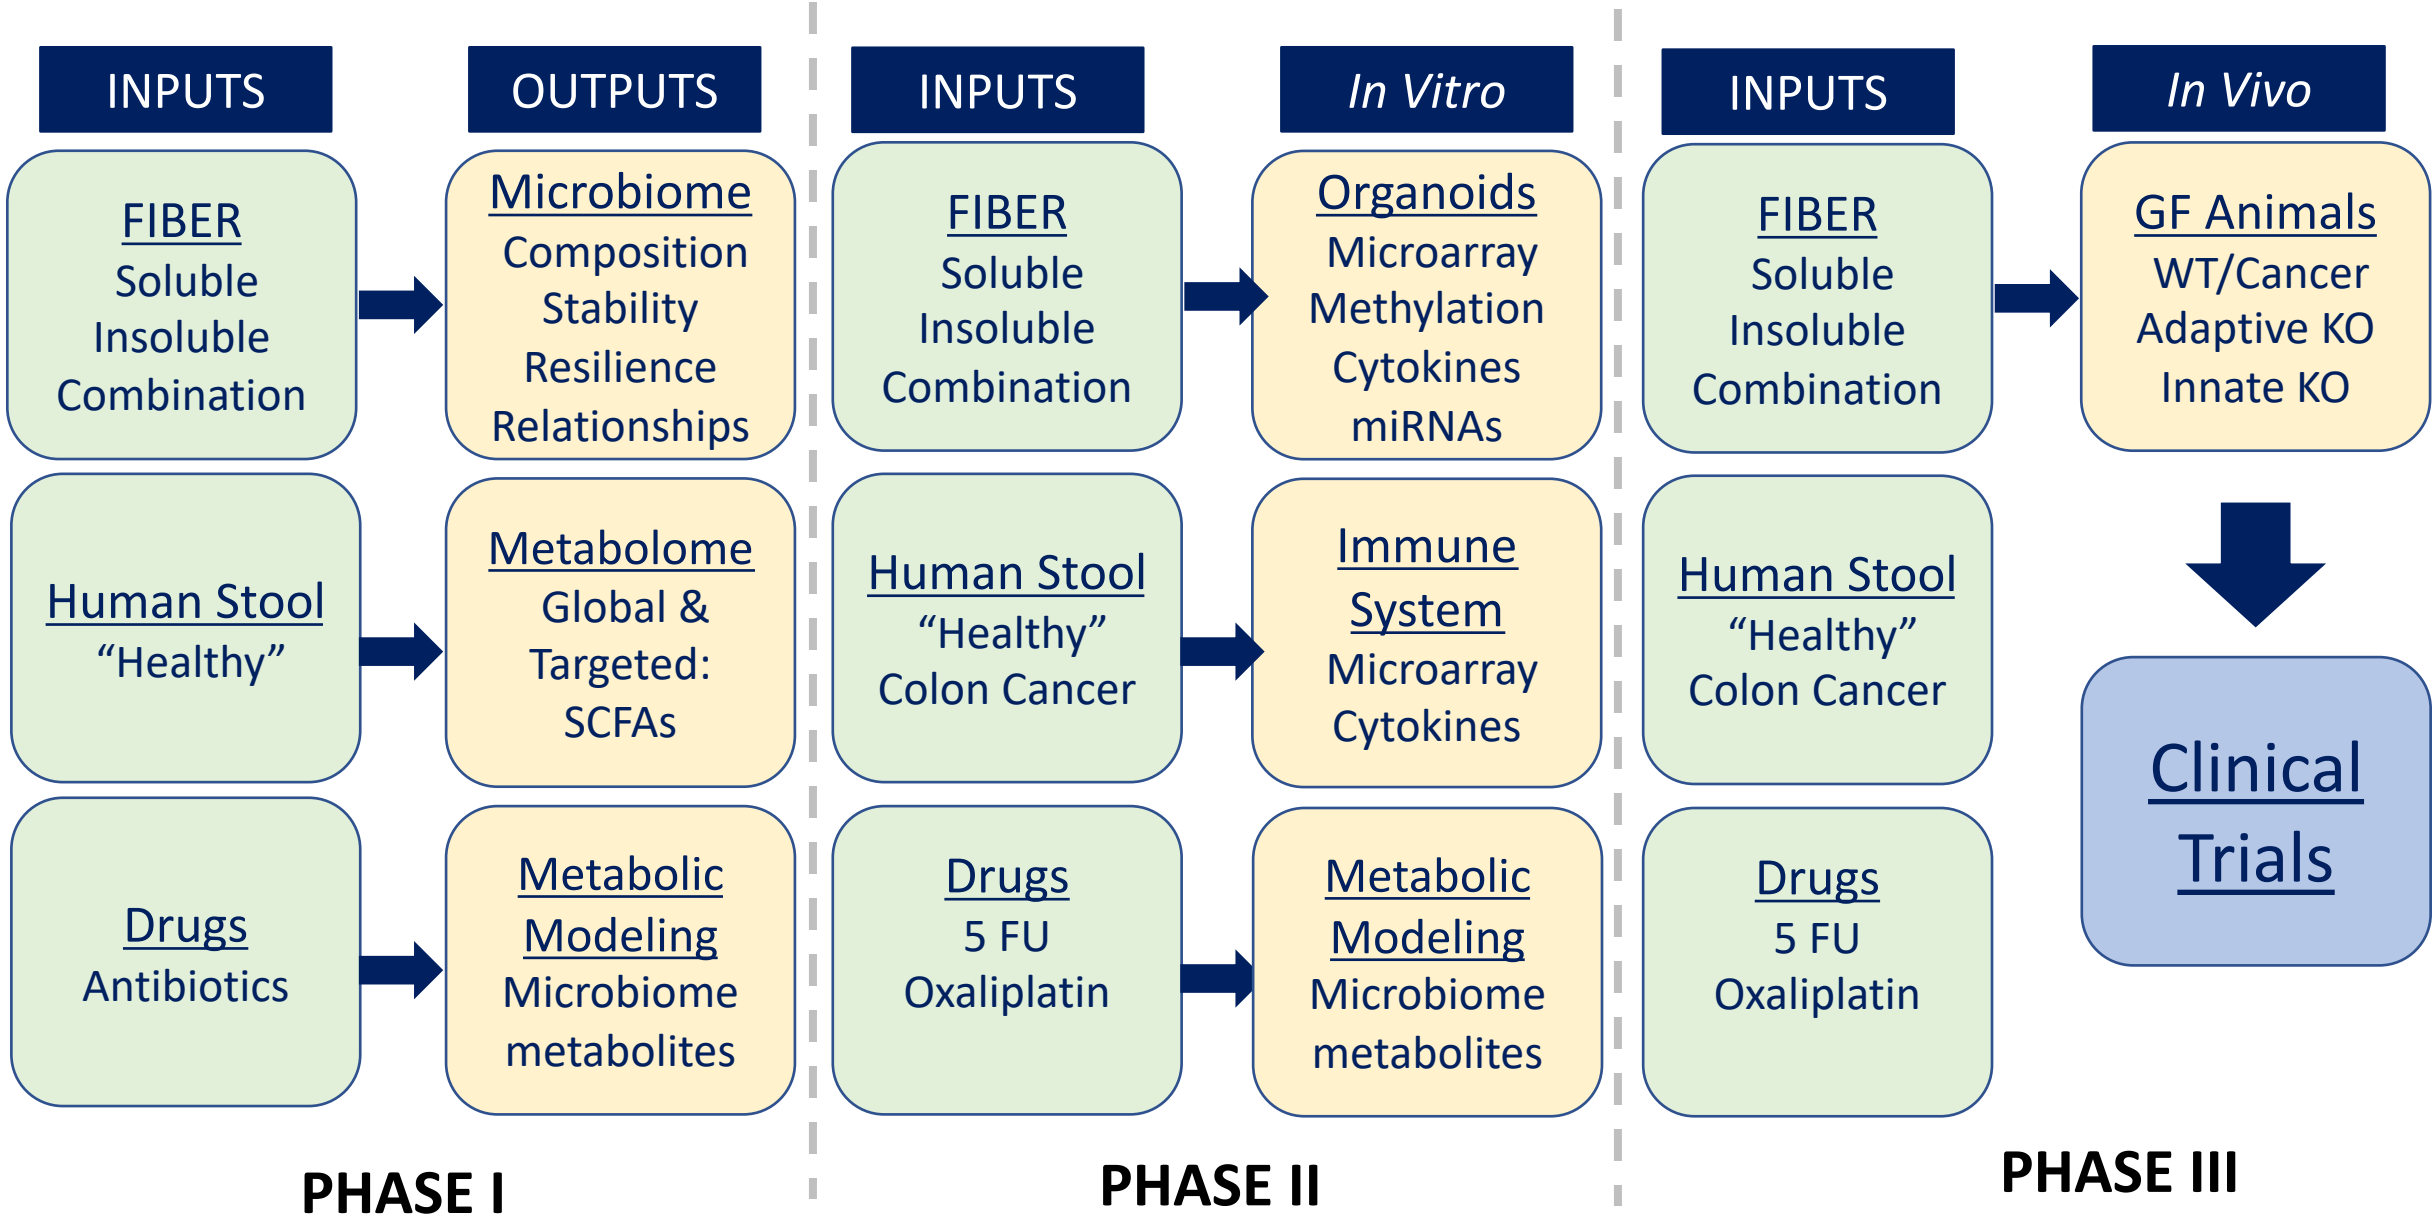 INPUTS
FIBER
Soluble
Insoluble
Combination
Human Stool
“Healthy”
Drugs
Antibiotics
OUTPUTS
Microbiome
Composition
Stability
Resilience
Relationships
Metabolome
Global &
Targeted:
SCFAs
Metabolic
Modeling
Microbiome
metabolites
PHASE I
INPUTS
FIBER
Soluble
Insoluble
Combination
Human Stool
“Healthy”
Colon Cancer
Drugs
5 FU
Oxaliplatin
In Vitro
Organoids
Microarray
Methylation
Cytokines
miRNAs
Immune
System
Microarray
Cytokines
Metabolic
Modeling
Microbiome
metabolites
PHASE II
INPUTS
FIBER
Soluble
Insoluble
Combination
Human Stool
“Healthy”
Colon Cancer
Drugs
5 FU
Oxaliplatin
In Vivo
GF Animals
WT/Cancer
Adaptive KO
Innate KO
Clinical
Trials
PHASE III